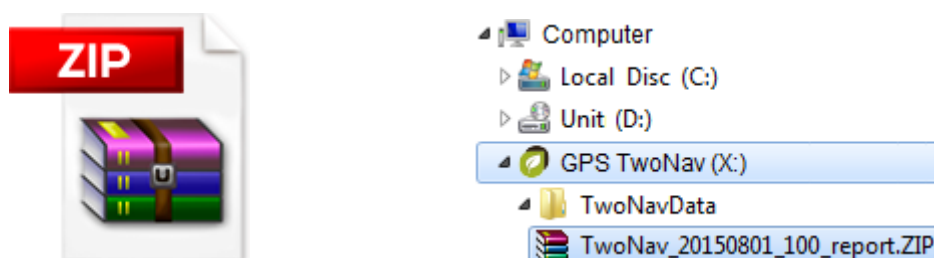 ZIP
U
Computer
Local Disc (C:)
Unit (D:)
GPS TwoNav (X:)
TwoNavData
TwoNav_20150801_100_report.ZIP